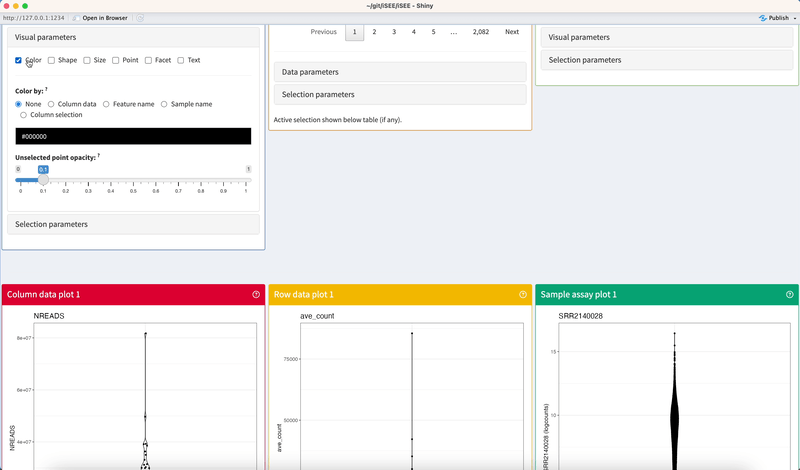 ~/git/iSEE/iSEE - Shiny
http://127.0.0.1:1234 Open in Browser Publish
Visual parameters
Color Shape Size Point Facet Text
Color by: ?
None Column data Feature name Sample name
Column selection
#000000
Unselected point opacity: ?
0 0.1 1
0 0.1 0.2 0.3 0.4 0.5 0.6 0.7 0.8 0.9 1
Selection parameters
Previous 1 2 3 4 5 ... 2,082 Next
Data parameters
Selection parameters
Active selection shown below table (if any).
Visual parameters
Selection parameters
Column data plot 1
NREADS
8e+07
6e+07
4e+07
NREADS
Row data plot 1
ave_count
75000
50000
ave_count
Sample assay plot 1
SRR2140028
15
10
SRR2140028 (logcounts)